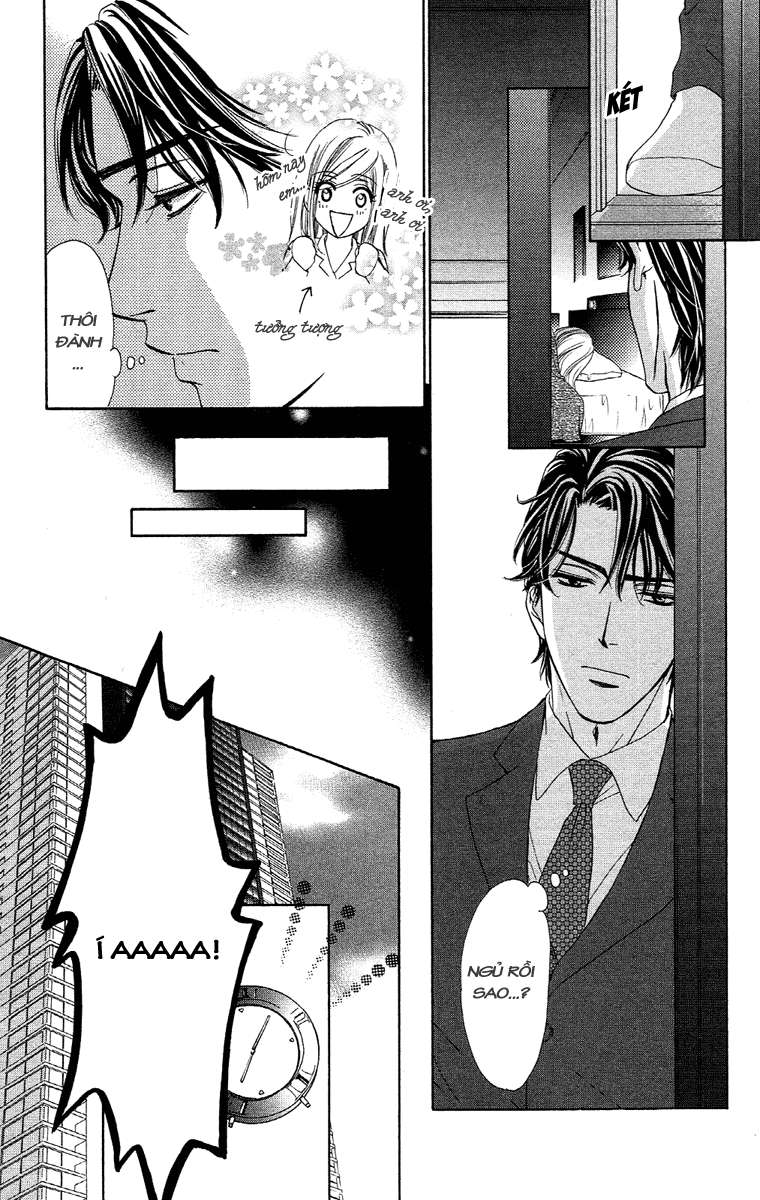 KÉT
NGỦ RỒI
SAO...?
hôm nay
em...
anh ơi,
anh ơi
tưởng tượng
THÔI
ĐÀNH
...
Í AAAAA!